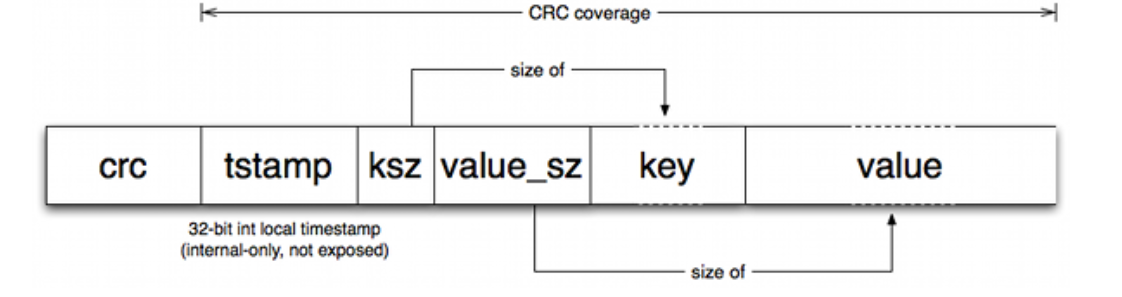 CRC coverage
size of
crc tstamp ksz value_sz key value
32-bit int local timestamp
(internal-only, not exposed)
size of